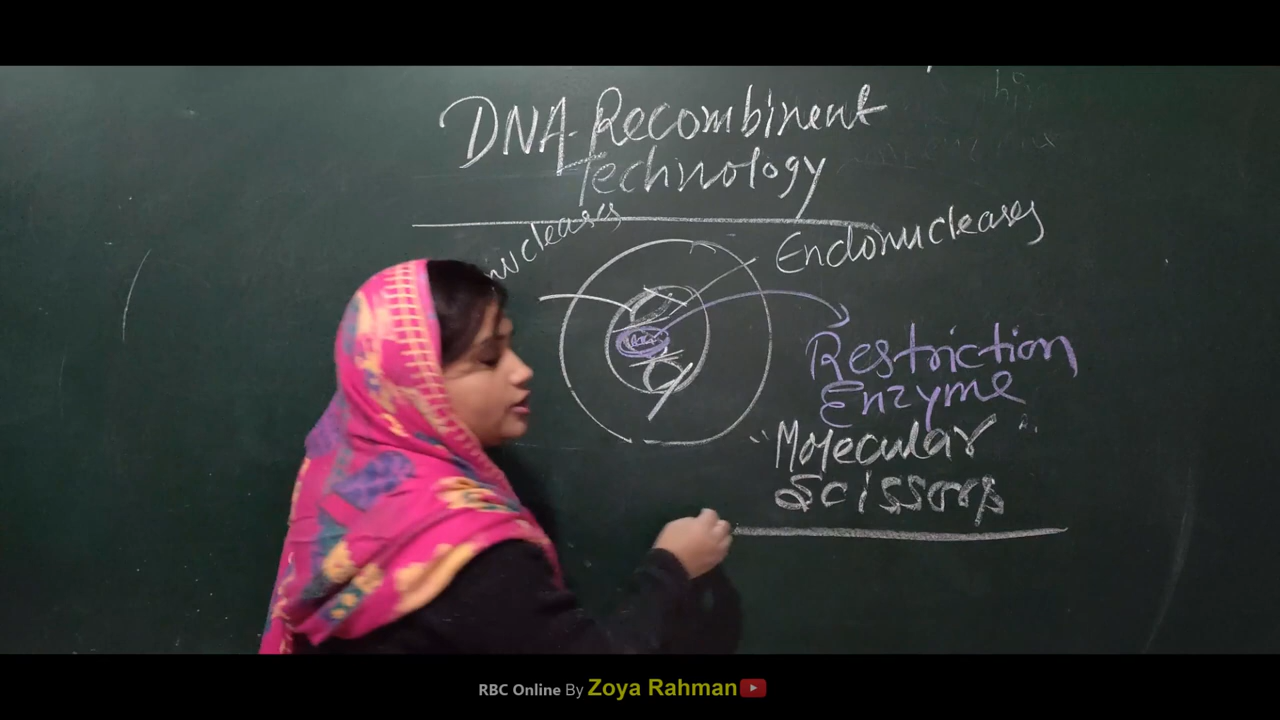 DNA-Recombinent
Technology
Endonucleases
Restriction
Enzyme
"Molecular
Scissors
RBC Online By Zoya Rahman